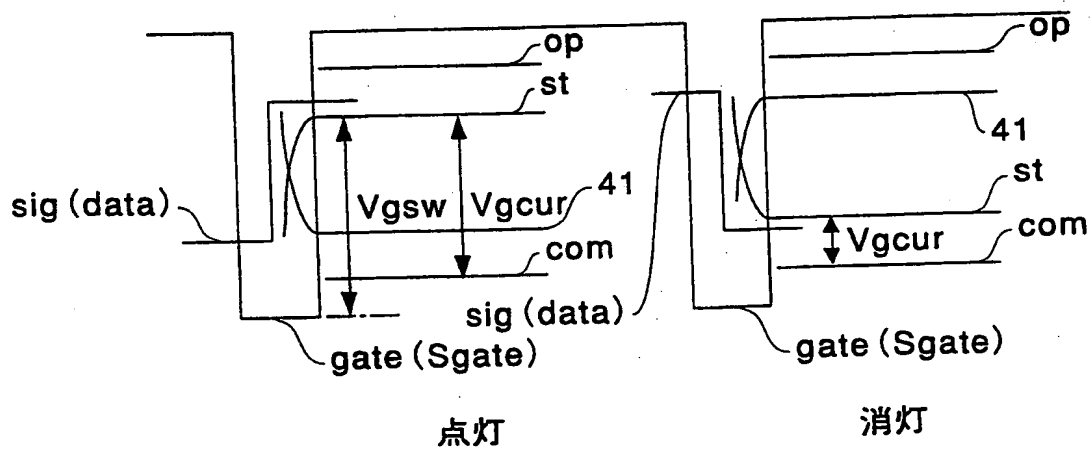 op
st
sig (data)
Vgsw
Vgcur
41
com
gate (Sgate)
点灯
op
41
st
Vgcur
com
sig (data)
gate (Sgate)
消灯